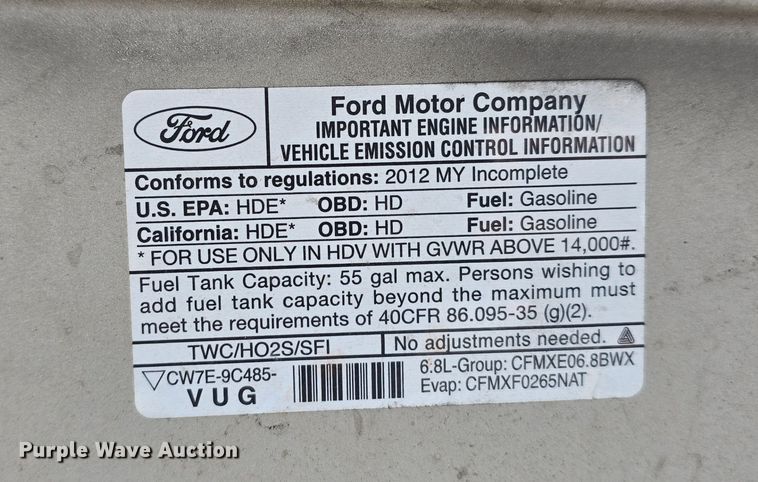 Ford
Ford Motor Company
IMPORTANT ENGINE INFORMATION/
VEHICLE EMISSION CONTROL INFORMATION
Conforms to regulations: 2012 MY Incomplete
U.S. EPA: HDE* OBD: HD Fuel: Gasoline
California: HDE* OBD: HD Fuel: Gasoline
* FOR USE ONLY IN HDV WITH GVWR ABOVE 14,000#.
Fuel Tank Capacity: 55 gal max. Persons wishing to
add fuel tank capacity beyond the maximum must
meet the requirements of 40CFR 86.095-35 (g)(2).
TWC/HO2S/SFI No adjustments needed.
CW7E-9C485-
VUG
6.8L-Group: CFMXE06.8BWX
Evap: CFMXF0265NAT
Purple Wave Auction